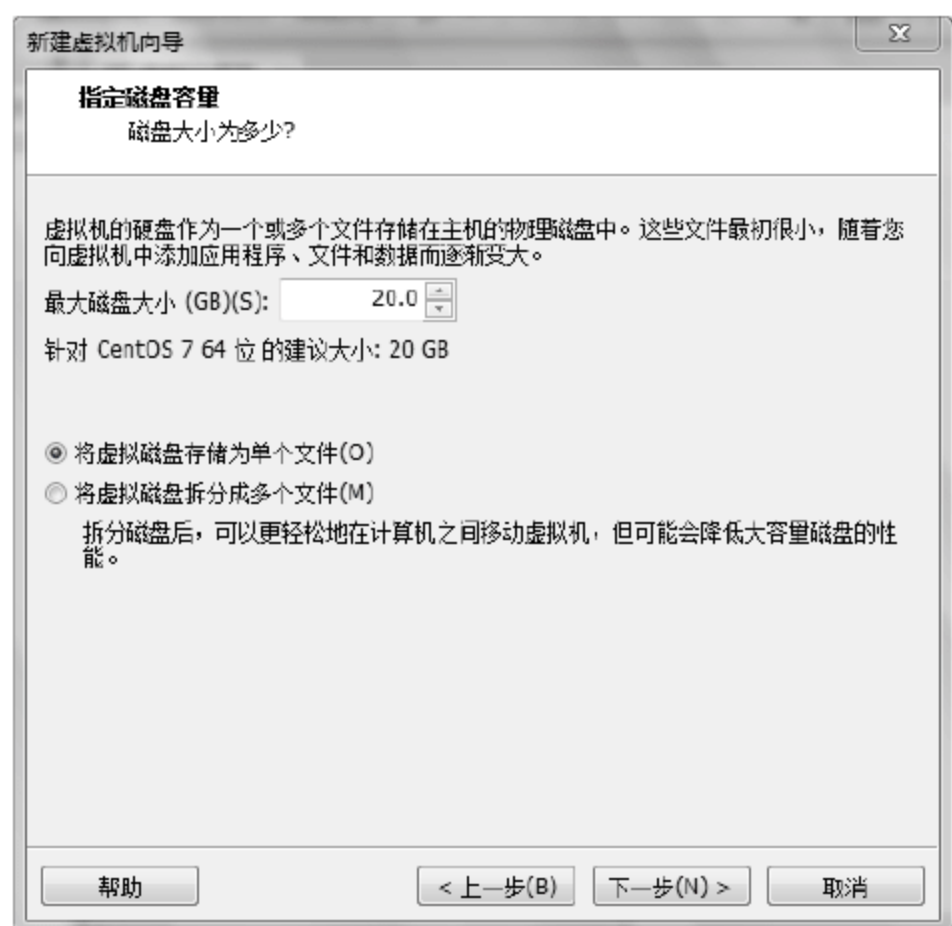 新建虚拟机向导
指定磁盘容量
磁盘大小为多少?
虚拟机的硬盘作为一个或多个文件存储在主机的物理磁盘中。这些文件最初很小，随着您
向虚拟机中添加应用程序、文件和数据而逐渐变大。
最大磁盘大小 (GB)(S): 20.0
针对 CentOS 7 64 位 的建议大小: 20 GB
将虚拟磁盘存储为单个文件(O)
将虚拟磁盘拆分成多个文件(M)
拆分磁盘后，可以更轻松地在计算机之间移动虚拟机，但可能会降低大容量磁盘的性
能。
帮助 < 上一步(B) 下一步(N) > 取消